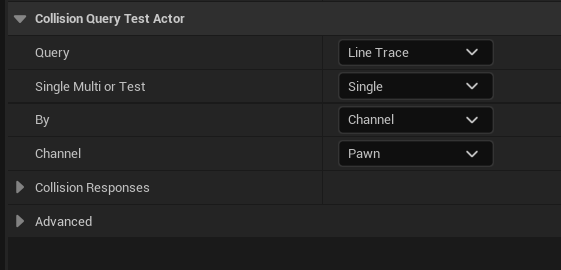 Collision Query Test Actor
Query Line Trace
Single Multi or Test Single
By Channel
Channel Pawn
Collision Responses
Advanced